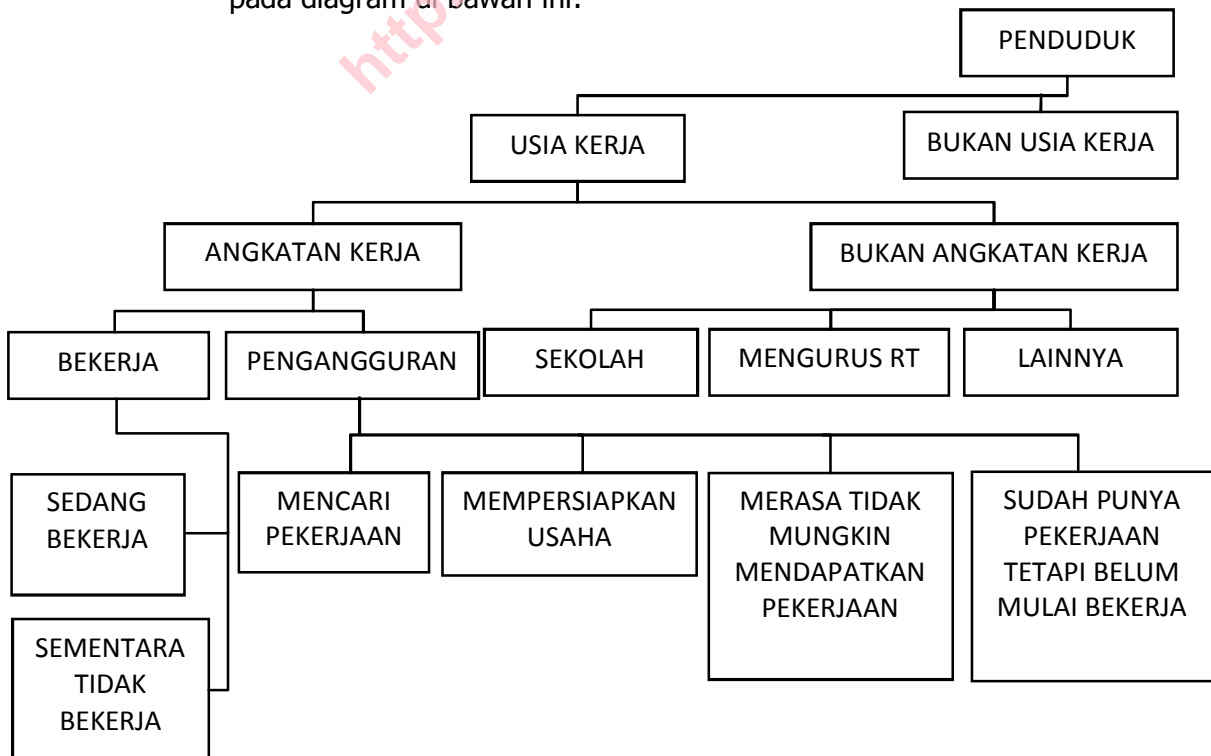 pada diagram di bawah ini.
http
PENDUDUK
USIA KERJA
BUKAN USIA KERJA
ANGKATAN KERJA
BUKAN ANGKATAN KERJA
BEKERJA
PENGANGGURAN
SEKOLAH
MENGURUS RT
LAINNYA
SEDANG
BEKERJA
MENCARI
PEKERJAAN
MEMPERSIAPKAN
USAHA
MERASA TIDAK
MUNGKIN
MENDAPATKAN
PEKERJAAN
SUDAH PUNYA
PEKERJAAN
TETAPI BELUM
MULAI BEKERJA
SEMENTARA
TIDAK
BEKERJA